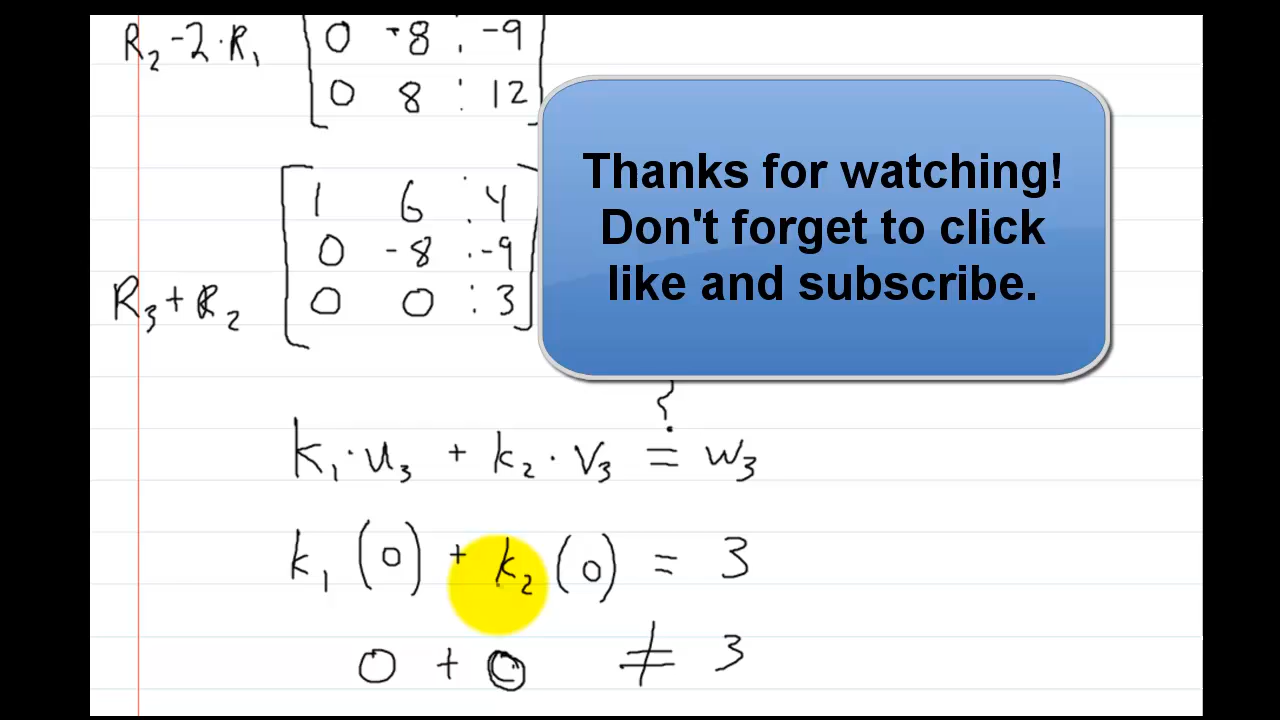 R2 - 2·R1
0 -8 : -9
0 8 : 12
Thanks for watching!
Don't forget to click
like and subscribe.
1 6 : 4
0 -8 : -9
R3 + R2
0 0 : 3
?
k1·u3 + k2·v3 = w3
k1(0) + k2(0) = 3
0 + 0 ≠ 3